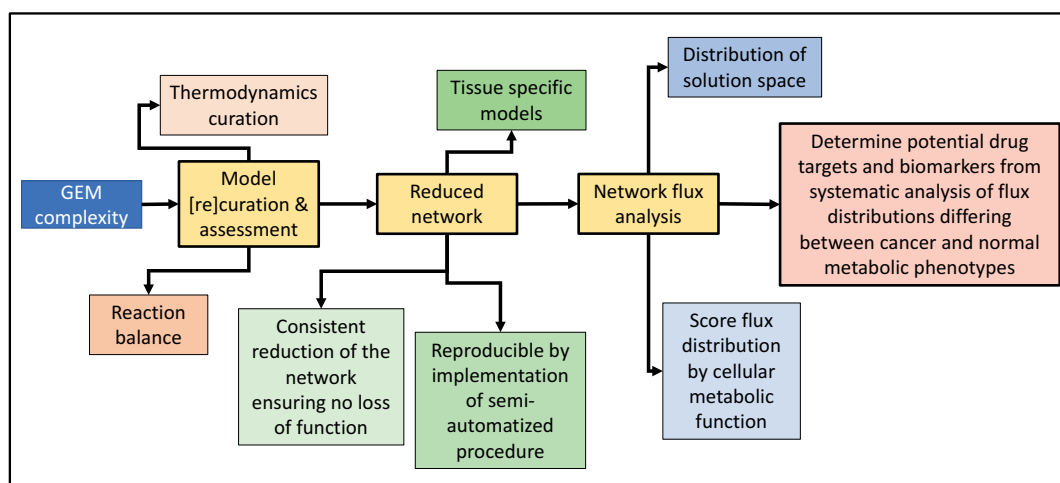 GEM
complexity
Thermodynamics
curation
Model
[re]curation &
assessment
Reaction
balance
Tissue specific
models
Reduced
network
Consistent
reduction of the
network
ensuring no loss
of function
Reproducible by
implementation
of semi-
automatized
procedure
Distribution of
solution space
Network flux
analysis
Score flux
distribution
by cellular
metabolic
function
Determine potential drug
targets and biomarkers from
systematic analysis of flux
distributions differing
between cancer and normal
metabolic phenotypes